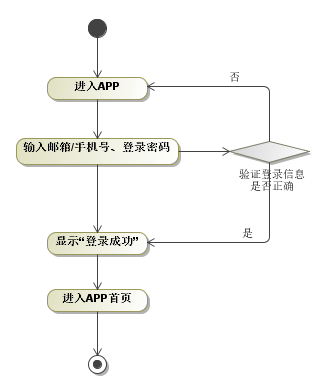 进入APP
否
输入邮箱/手机号、登录密码
验证登录信息
是否正确
是
显示“登录成功”
进入APP首页